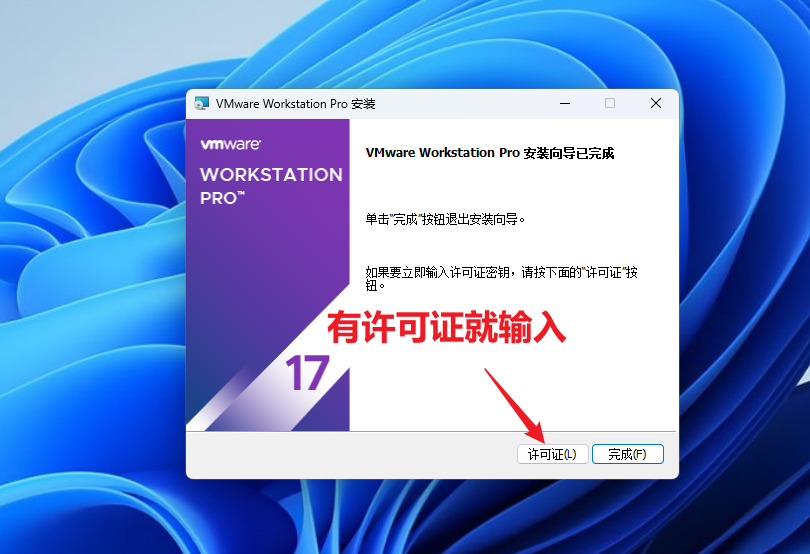 VMware Workstation Pro 安装
vmware
WORKSTATION
PRO™
VMware Workstation Pro 安装向导已完成
单击"完成"按钮退出安装向导。
如果要立即输入许可证密钥，请按下面的"许可证"按
钮。
有许可证就输入
17
许可证(L)
完成(F)